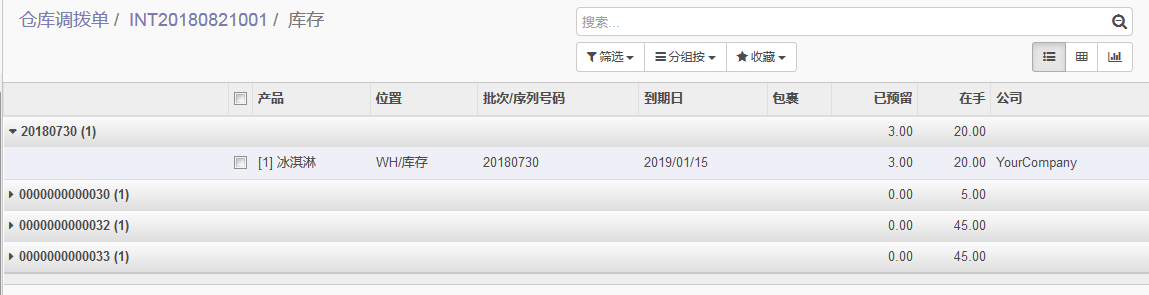 仓库调拨单 / INT20180821001 / 库存
搜索...
筛选 分组按 收藏
产品 位置 批次/序列号码 到期日 包裹 已预留 在手 公司
20180730 (1) 3.00 20.00
[1] 冰淇淋 WH/库存 20180730 2019/01/15 3.00 20.00 YourCompany
0000000000030 (1) 0.00 5.00
0000000000032 (1) 0.00 45.00
0000000000033 (1) 0.00 45.00